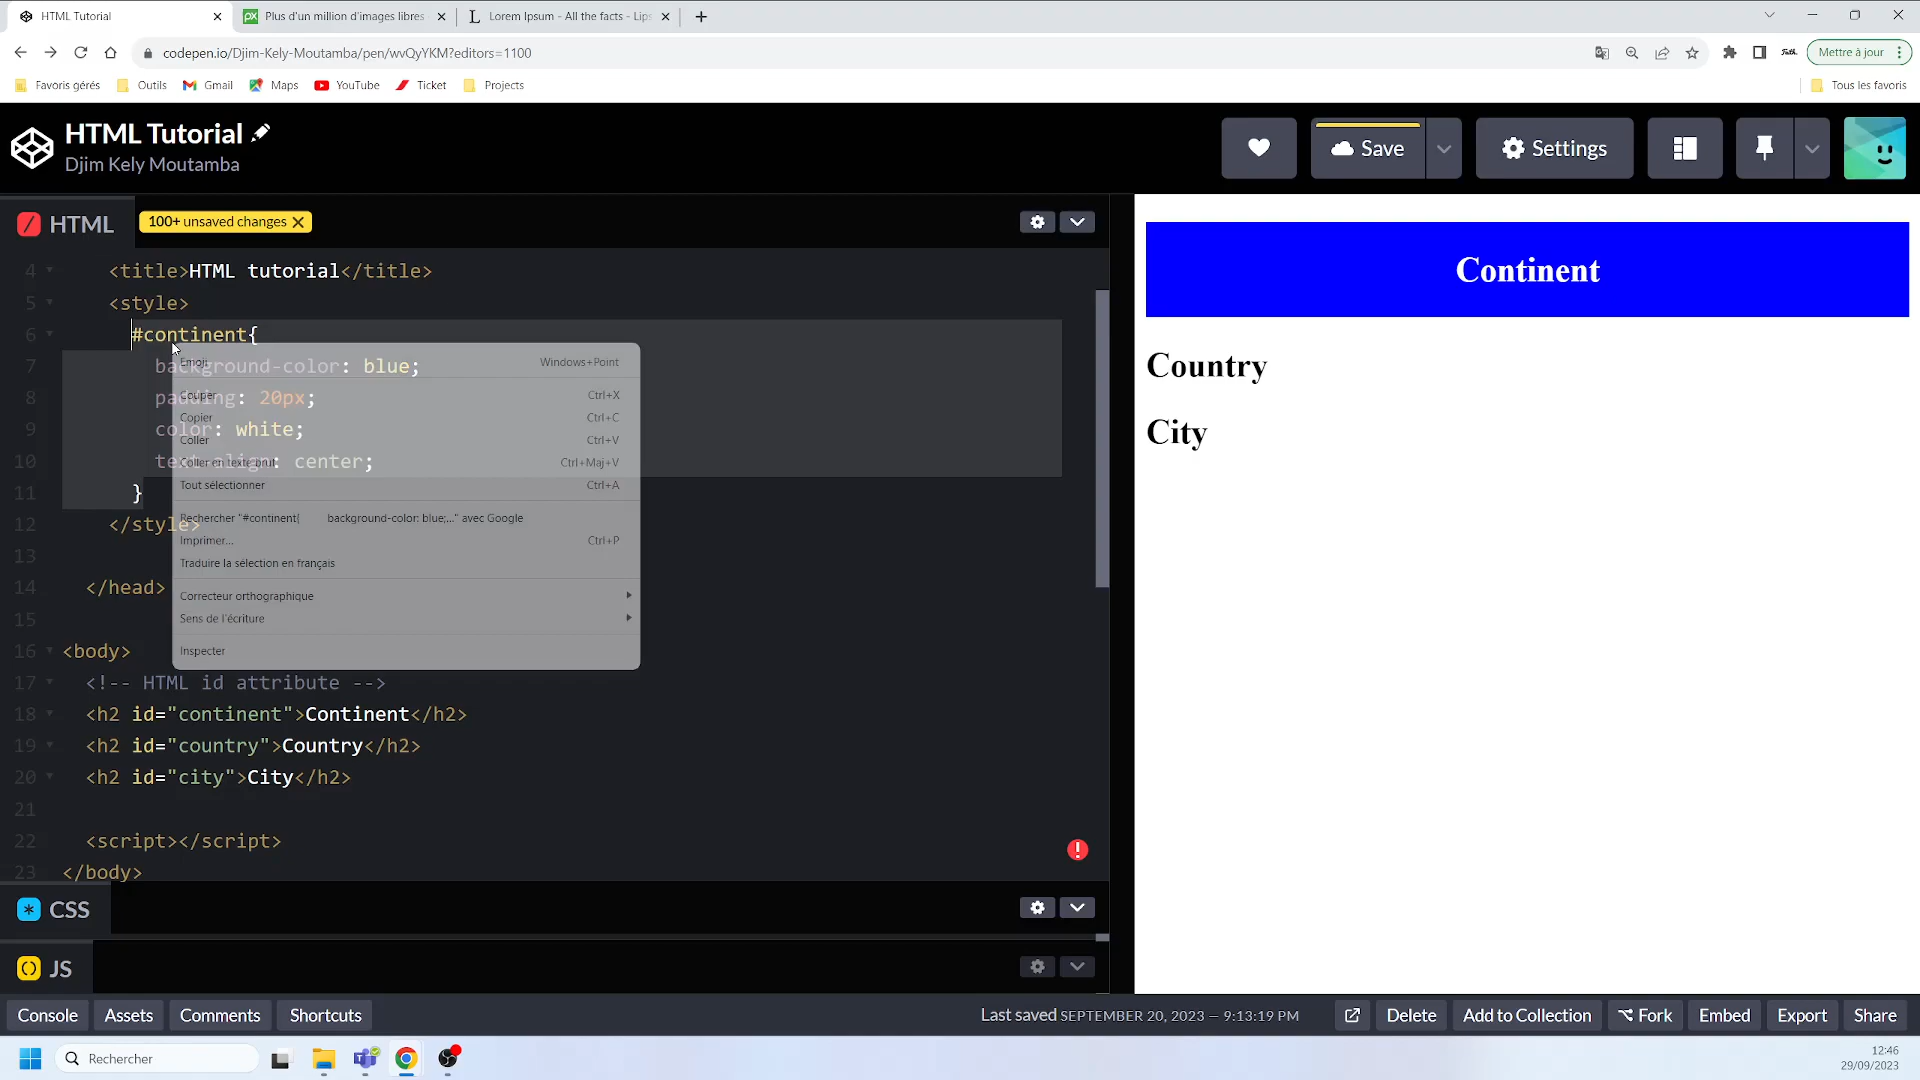 HTML Tutorial
Plus d'un million d'images libres
Lorem Ipsum - All the facts - Lips
codepen.io/Djim-Kely-Moutamba/pen/wvQyYKM?editors=1100
Mettre à jour
Favoris gérés
Outils
Gmail
Maps
YouTube
Ticket
Projects
Tous les favoris
HTML Tutorial
Djim Kely Moutamba
Save
Settings
HTML
100+ unsaved changes
4 <title>HTML tutorial</title>
5 <style>
6 #continent{
7 background-color: blue;
8 padding: 20px;
9 color: white;
10 text-align: center;
11 }
12 </style>
13
14 </head>
15
16 <body>
17 <!-- HTML id attribute -->
18 <h2 id="continent">Continent</h2>
19 <h2 id="country">Country</h2>
20 <h2 id="city">City</h2>
21
22 <script></script>
23 </body>
Emoji Windows+Point
Couper Ctrl+X
Copier Ctrl+C
Coller Ctrl+V
Coller en texte brut Ctrl+Maj+V
Tout sélectionner Ctrl+A
Rechercher "#continent{ background-color: blue;..." avec Google
Imprimer... Ctrl+P
Traduire la sélection en français
Correcteur orthographique
Sens de l'écriture
Inspecter
Continent
Country
City
CSS
JS
Console
Assets
Comments
Shortcuts
Last saved SEPTEMBER 20, 2023 — 9:13:19 PM
Delete
Add to Collection
Fork
Embed
Export
Share
Rechercher
12:46
29/09/2023